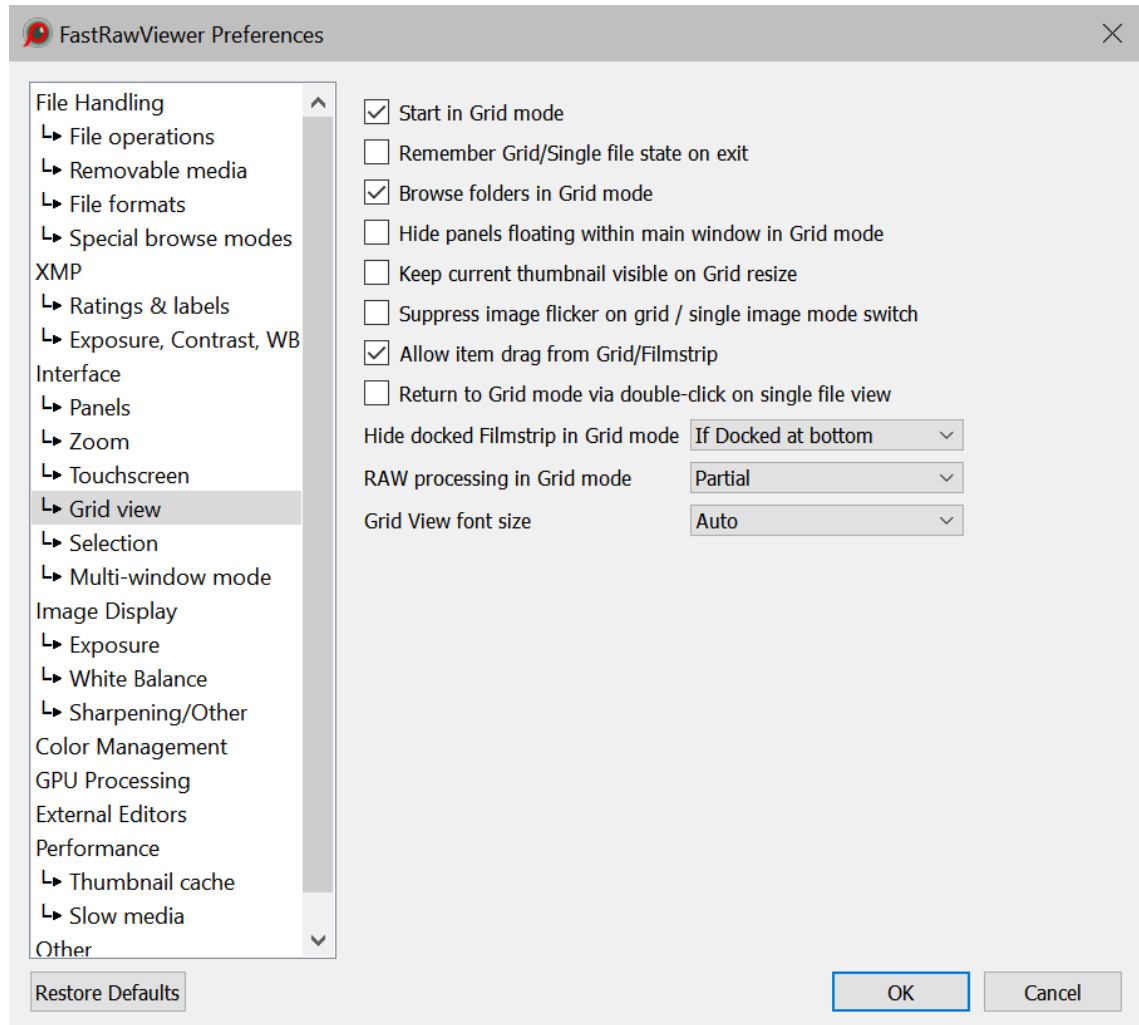 FastRawViewer Preferences
File Handling
File operations
Removable media
File formats
Special browse modes
XMP
Ratings & labels
Exposure, Contrast, WB
Interface
Panels
Zoom
Touchscreen
Grid view
Selection
Multi-window mode
Image Display
Exposure
White Balance
Sharpening/Other
Color Management
GPU Processing
External Editors
Performance
Thumbnail cache
Slow media
Other
Start in Grid mode
Remember Grid/Single file state on exit
Browse folders in Grid mode
Hide panels floating within main window in Grid mode
Keep current thumbnail visible on Grid resize
Suppress image flicker on grid / single image mode switch
Allow item drag from Grid/Filmstrip
Return to Grid mode via double-click on single file view
Hide docked Filmstrip in Grid mode If Docked at bottom
RAW processing in Grid mode Partial
Grid View font size Auto
Restore Defaults
OK
Cancel